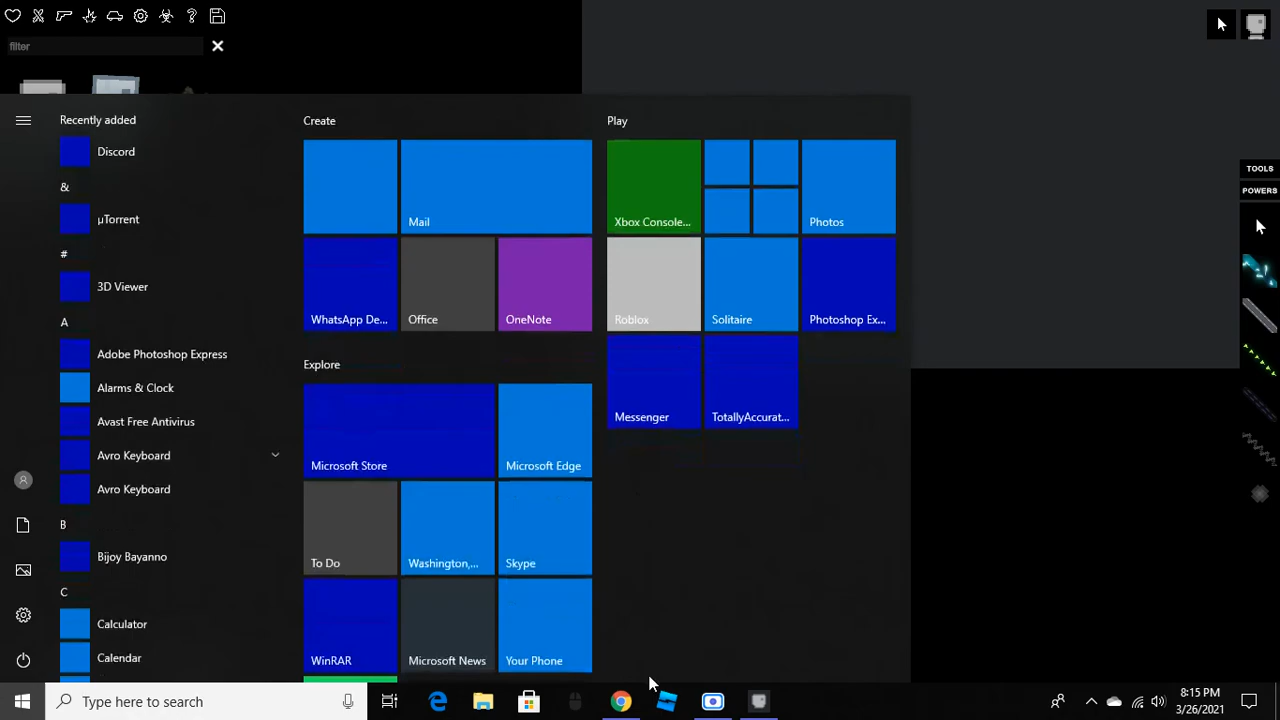 filter
TOOLS
POWERS
Recently added
Discord
&
µTorrent
#
3D Viewer
A
Adobe Photoshop Express
Alarms & Clock
Avast Free Antivirus
Avro Keyboard
Avro Keyboard
B
Bijoy Bayanno
C
Calculator
Calendar
Create
Mail
WhatsApp De...
Office
OneNote
Explore
Microsoft Store
Microsoft Edge
To Do
Washington,...
Skype
WinRAR
Microsoft News
Your Phone
Play
Xbox Console...
Photos
Roblox
Solitaire
Photoshop Ex...
Messenger
TotallyAccurat...
Type here to search
8:15 PM
3/26/2021